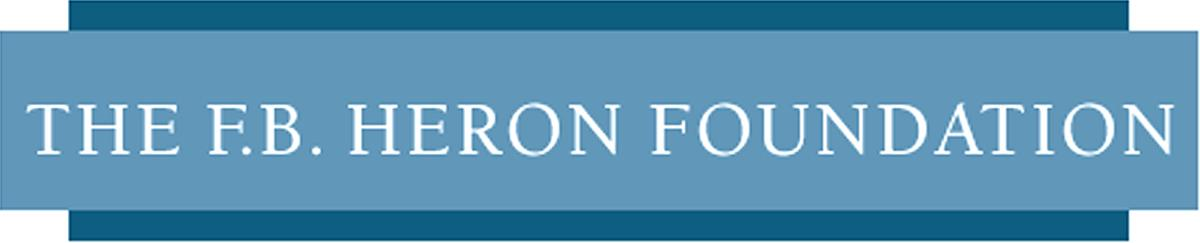 THE F.B. HERON FOUNDATION